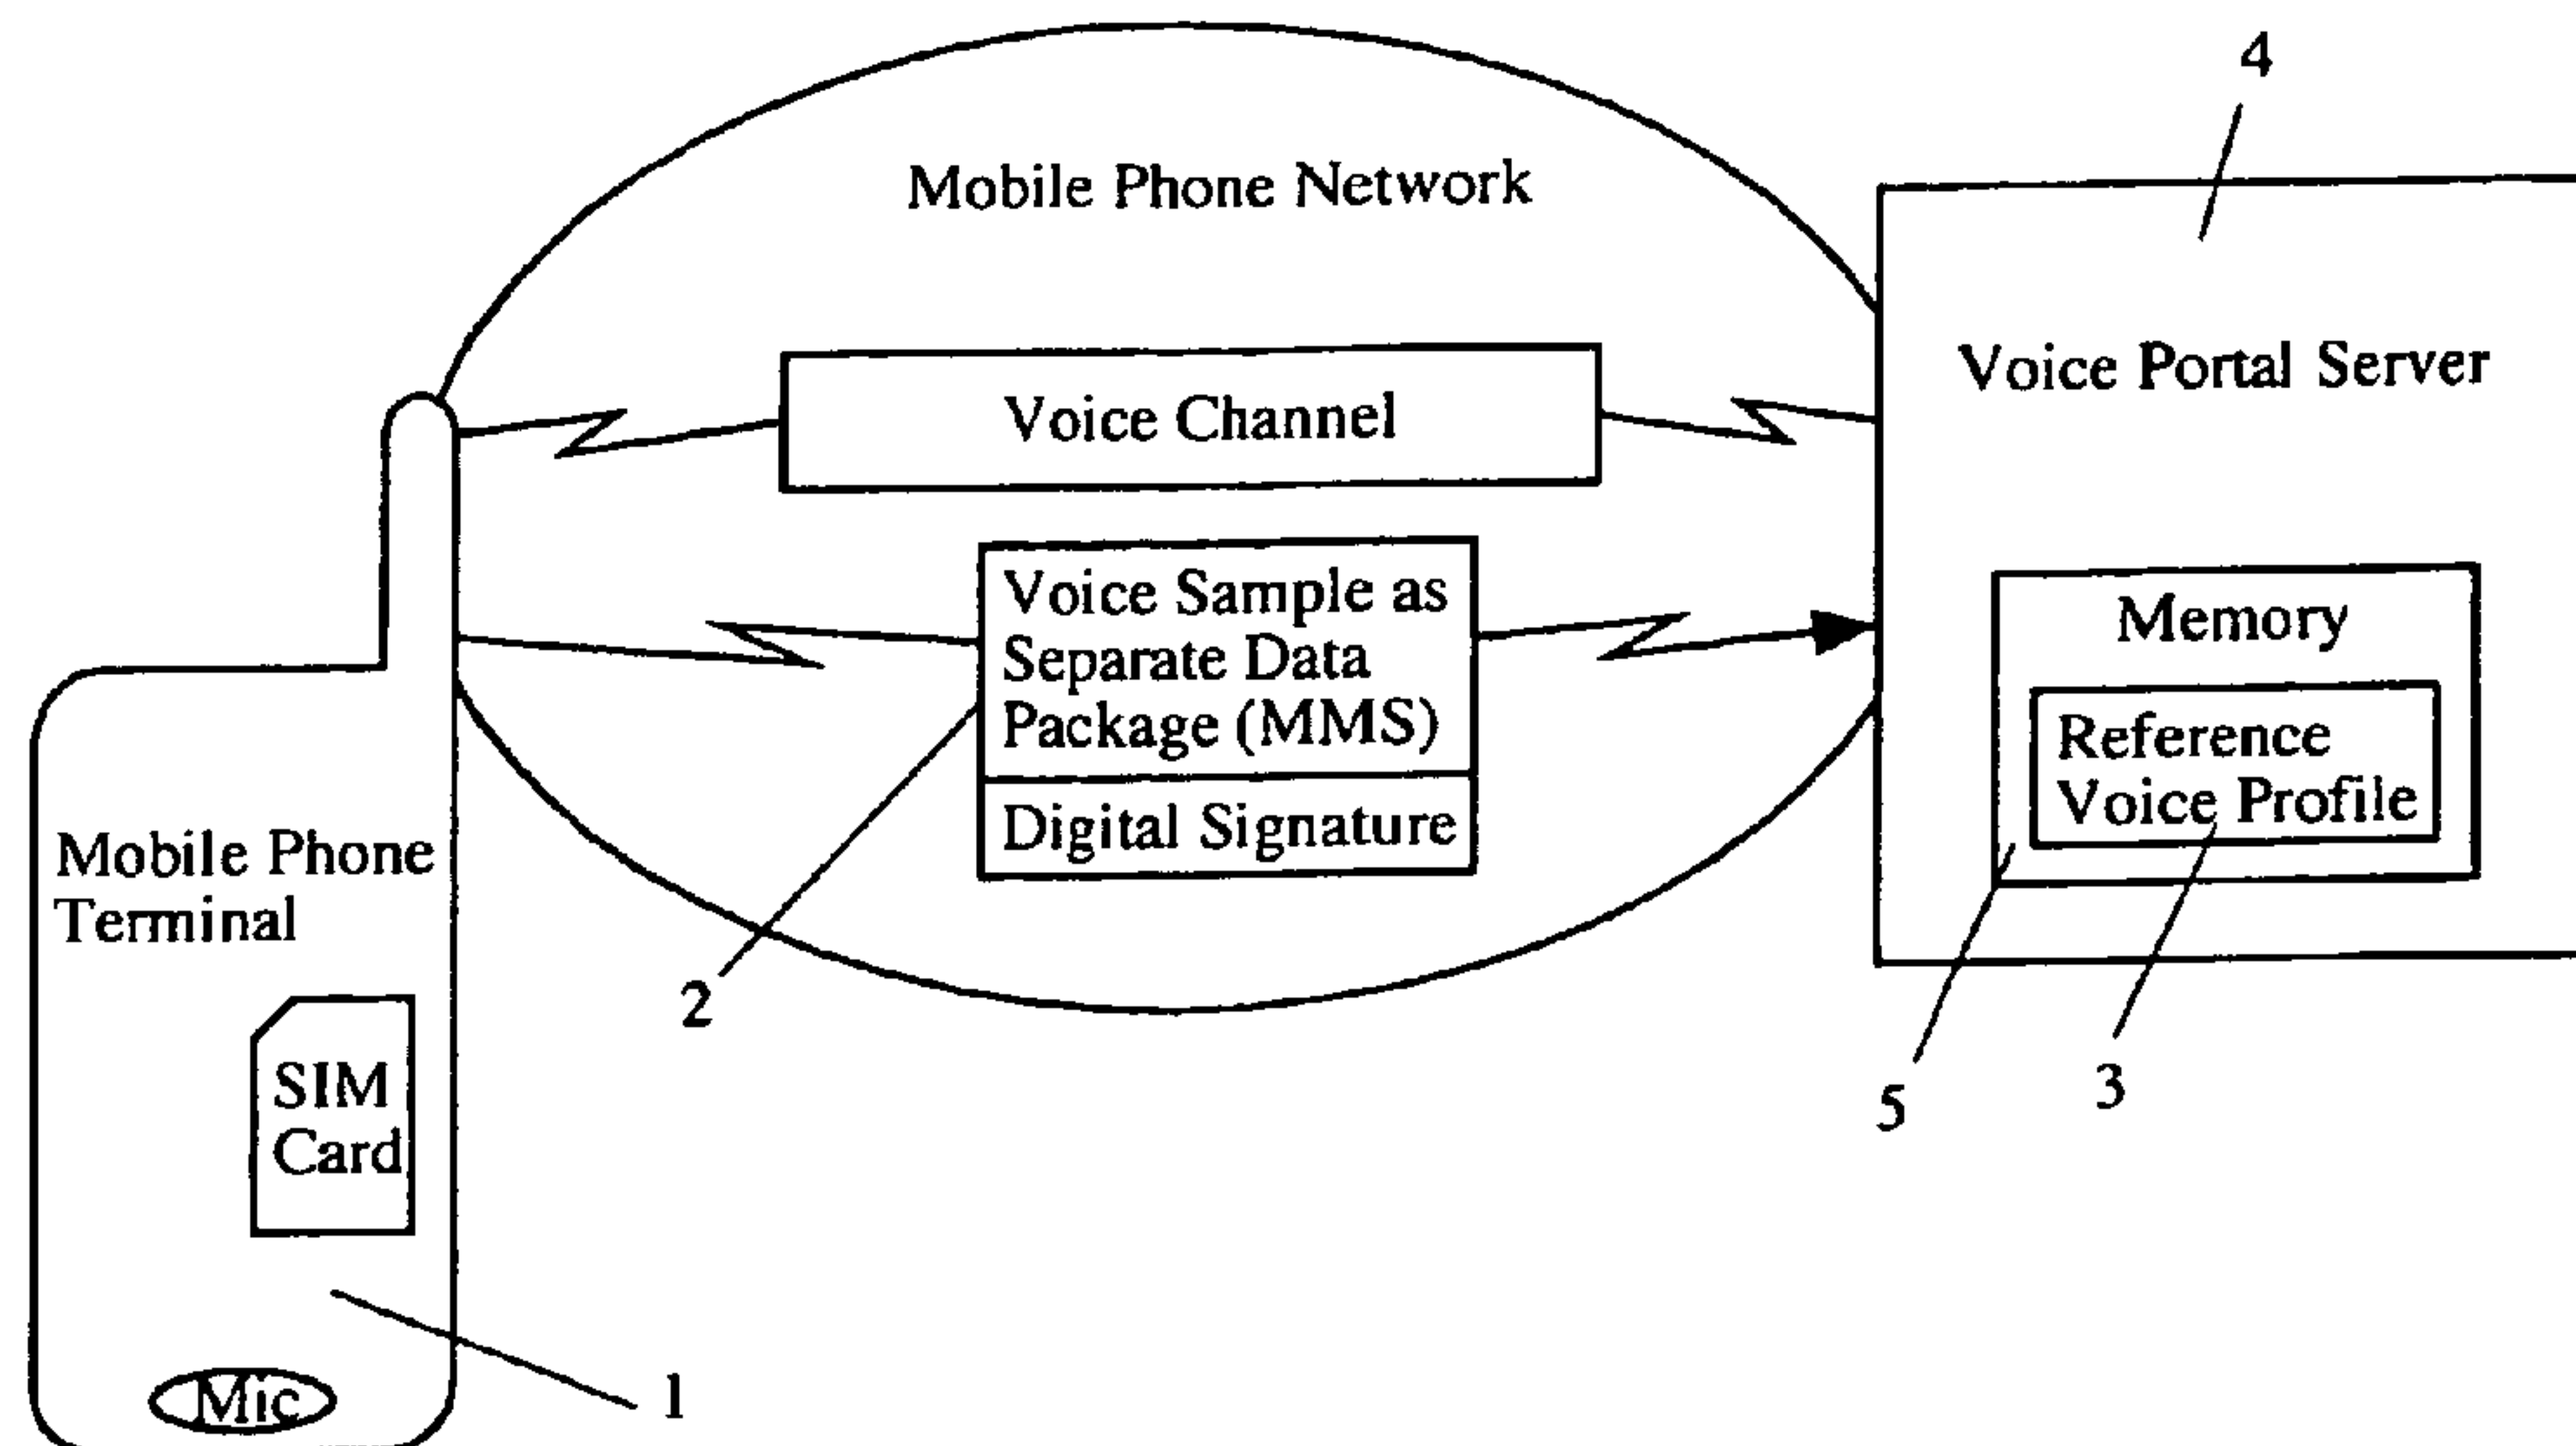 4
Mobile Phone Network
Voice Portal Server
Voice Channel
Voice Sample as
Separate Data
Package (MMS)
Digital Signature
Memory
Reference
Voice Profile
Mobile Phone
Terminal
2
5
3
SIM
Card
Mic
1